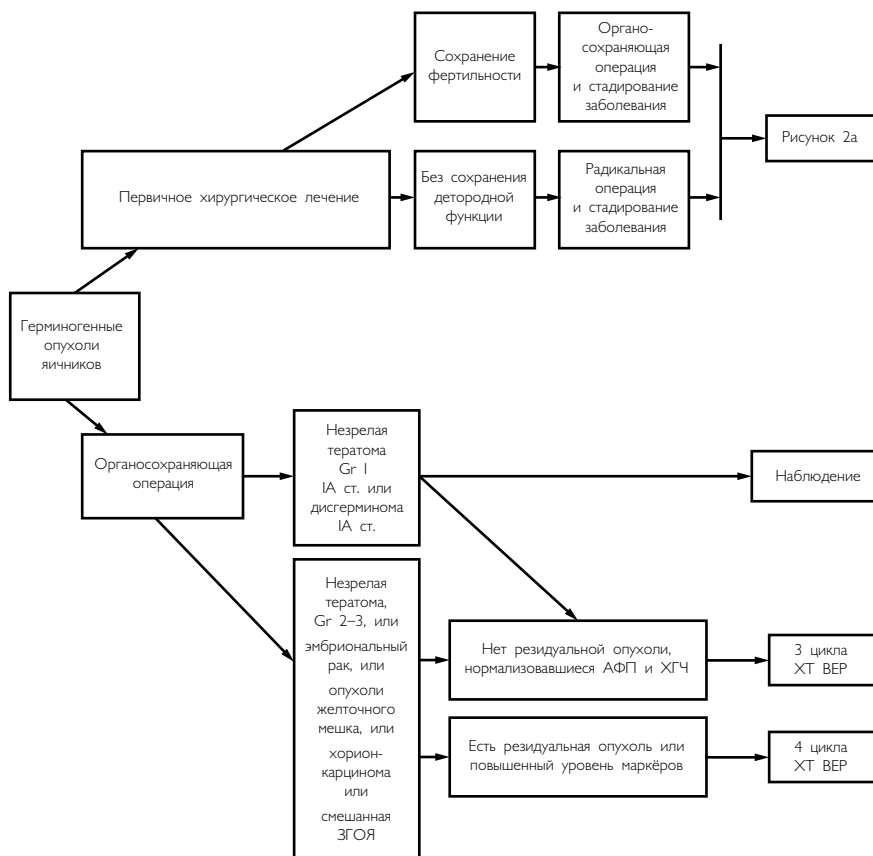 Сохранение
фертильности
Органо-
сохраняющая
операция
и стадирование
заболевания
Рисунок 2а
Первичное хирургическое лечение
Без сохранения
детородной
функции
Радикальная
операция
и стадирование
заболевания
Герминогенные
опухоли
яичников
Органосохраняющая
операция
Незрелая
тератома
Gr I
IA ст. или
дисгерминома
IA ст.
Наблюдение
Незрелая
тератома,
Gr 2–3, или
эмбриональный
рак, или
опухоли
желточного
мешка, или
хорион-
карцинома
или
смешанная
ЗГОЯ
Нет резидуальной опухоли,
нормализовавшиеся АФП и ХГЧ
3 цикла
ХТ ВЕР
Есть резидуальная опухоль или
повышенный уровень маркёров
4 цикла
ХТ ВЕР